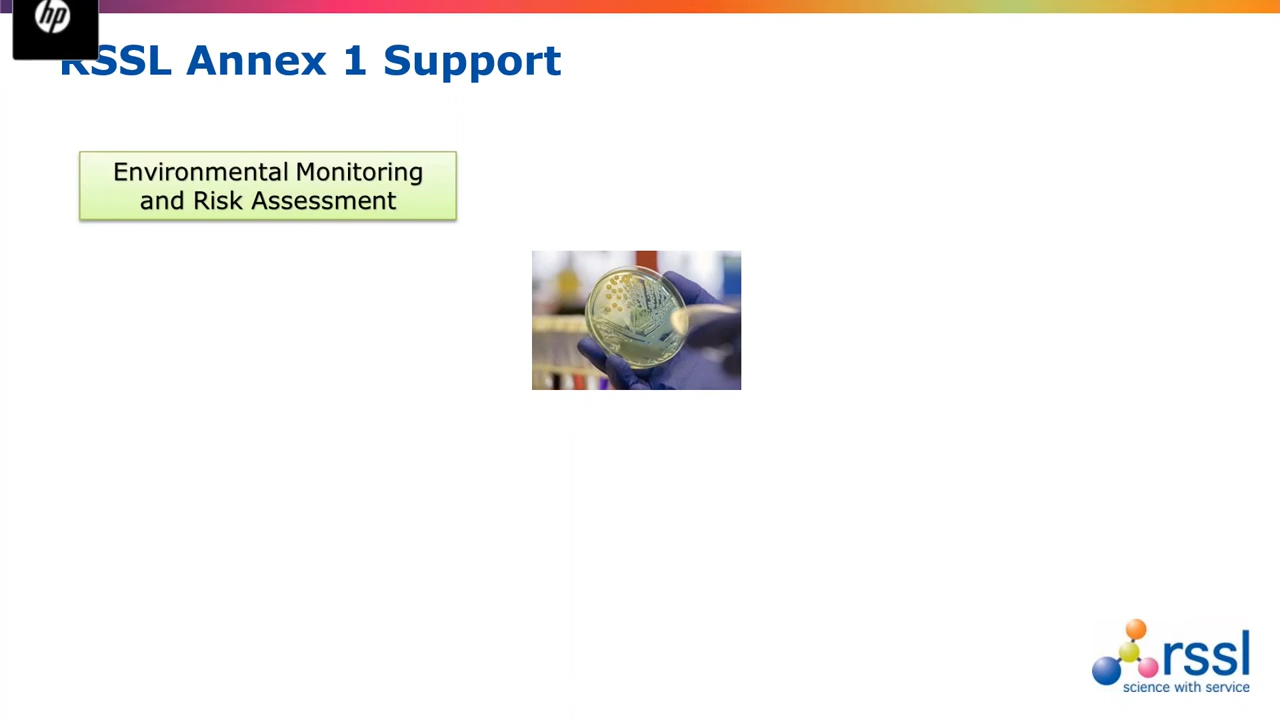 hp
RSSL Annex 1 Support
Environmental Monitoring
and Risk Assessment
rssl
science with service